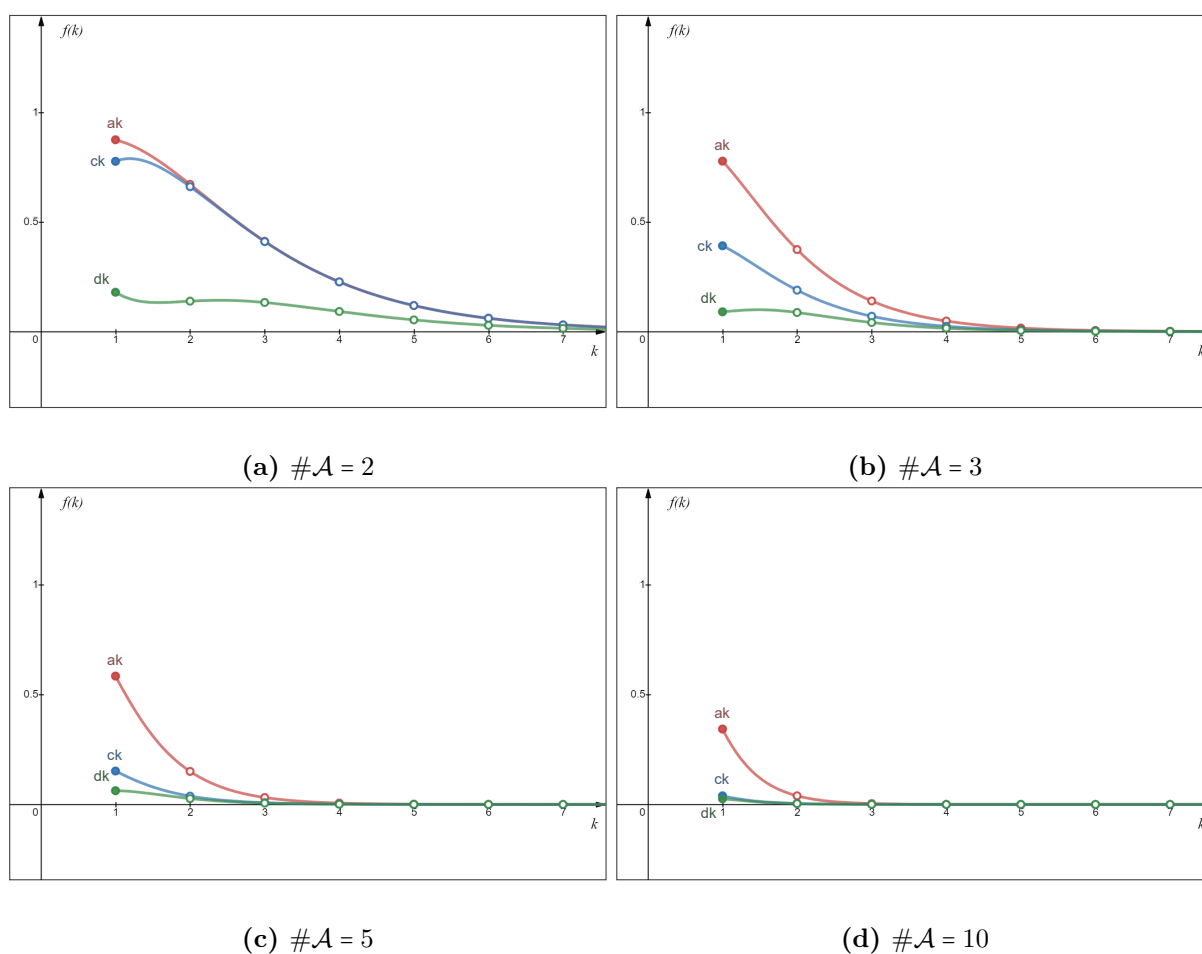 f(k)
1
0.5
0
ak
ck
dk
1 2 3 4 5 6 7
k
(a) #𝒜 = 2
f(k)
1
0.5
0
ak
ck
dk
1 2 3 4 5 6 7
k
(b) #𝒜 = 3
f(k)
1
0.5
0
ak
ck
dk
1 2 3 4 5 6 7
k
(c) #𝒜 = 5
f(k)
1
0.5
0
ak
ck
dk
1 2 3 4 5 6 7
k
(d) #𝒜 = 10